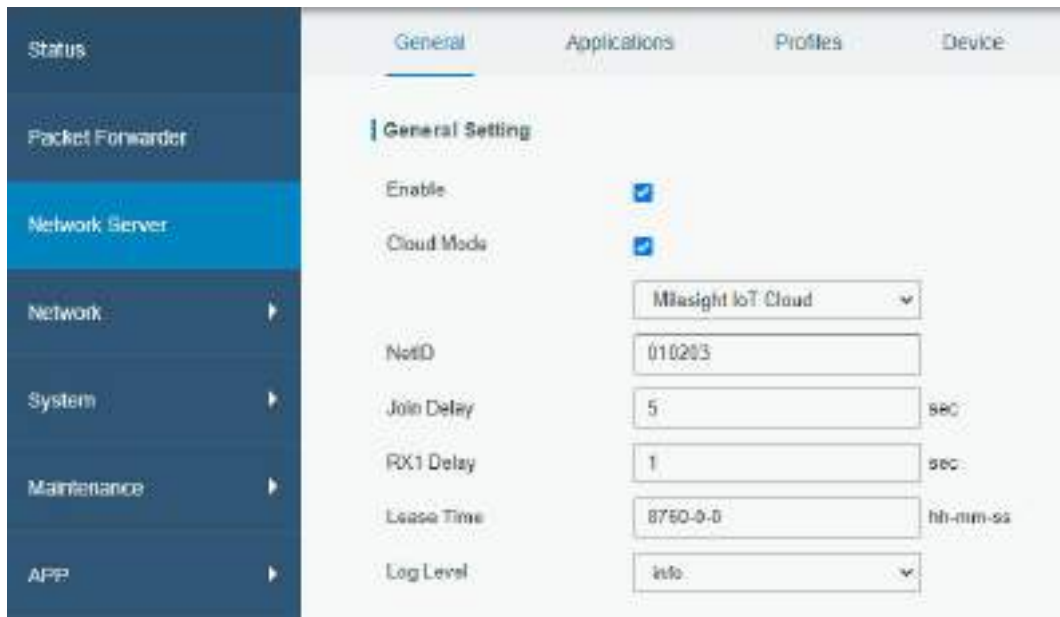 Status
Packet Forwarder
Network Server
Network
System
Maintenance
APP
General Applications Profiles Device
General Setting
Enable
Cloud Mode
Milesight IoT Cloud
NetID 010203
Join Delay 5 sec
RX1 Delay 1 sec
Lease Time 8760-0-0 hh-mm-ss
Log Level info